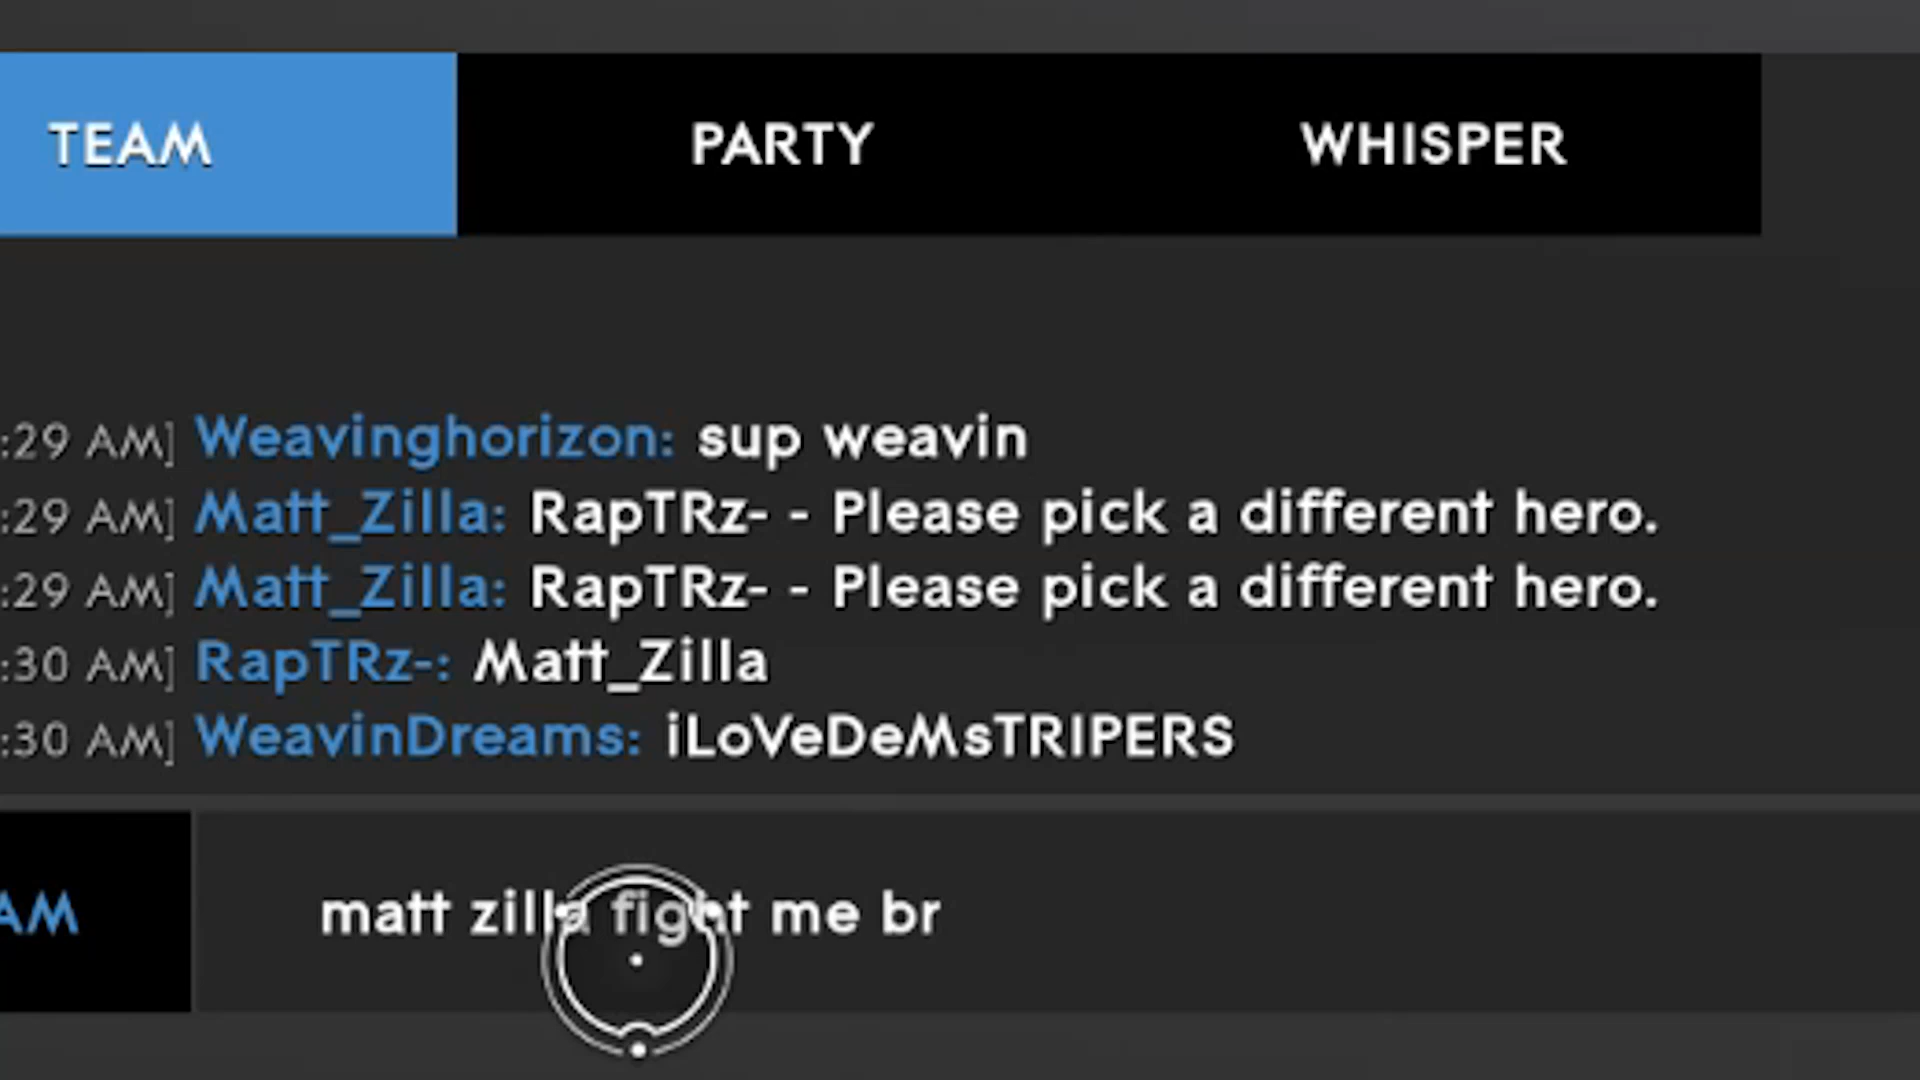 TEAM PARTY WHISPER
:29 AM] Weavinghorizon: sup weavin
:29 AM] Matt_Zilla: RapTRz- - Please pick a different hero.
:29 AM] Matt_Zilla: RapTRz- - Please pick a different hero.
:30 AM] RapTRz-: Matt_Zilla
:30 AM] WeavinDreams: iLoVeDeMsTRIPERS
AM matt zilla fight me br